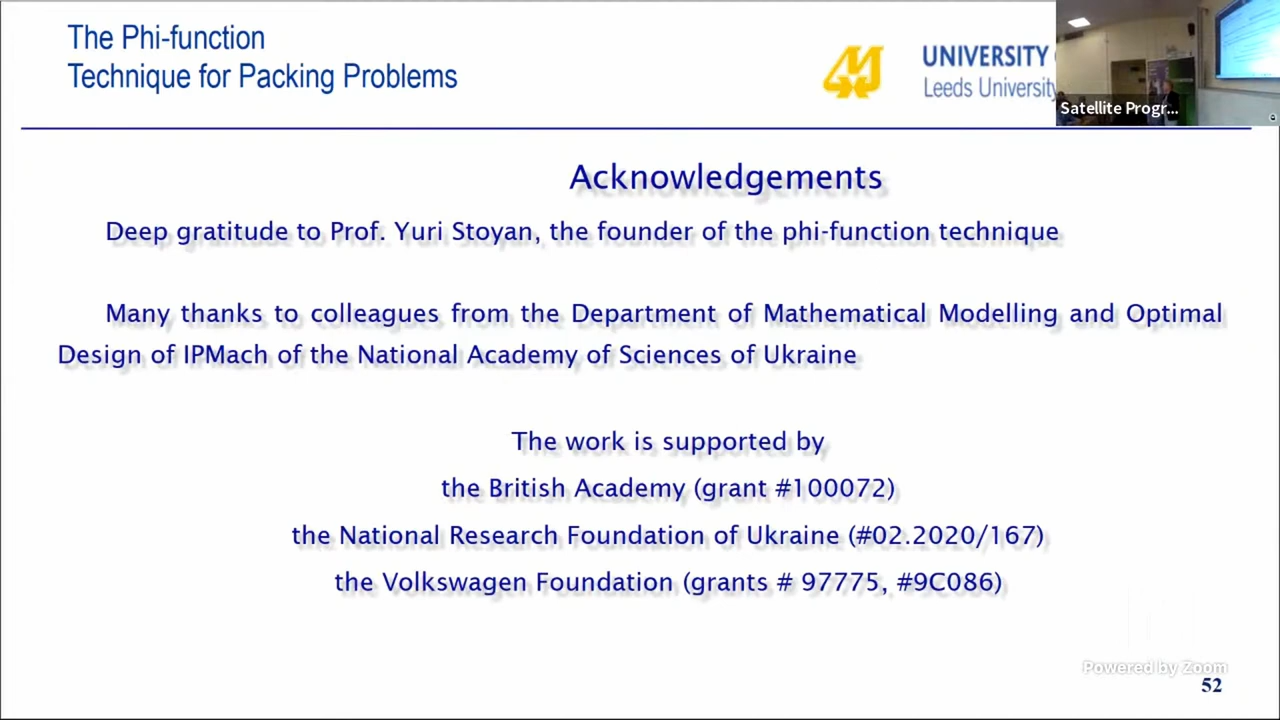 The Phi-function
Technique for Packing Problems
UNIVERSITY
Leeds University
Satellite Progr...
Acknowledgements
Deep gratitude to Prof. Yuri Stoyan, the founder of the phi-function technique
Many thanks to colleagues from the Department of Mathematical Modelling and Optimal
Design of IPMach of the National Academy of Sciences of Ukraine
The work is supported by
the British Academy (grant #100072)
the National Research Foundation of Ukraine (#02.2020/167)
the Volkswagen Foundation (grants # 97775, #9C086)
Powered by Zoom
52